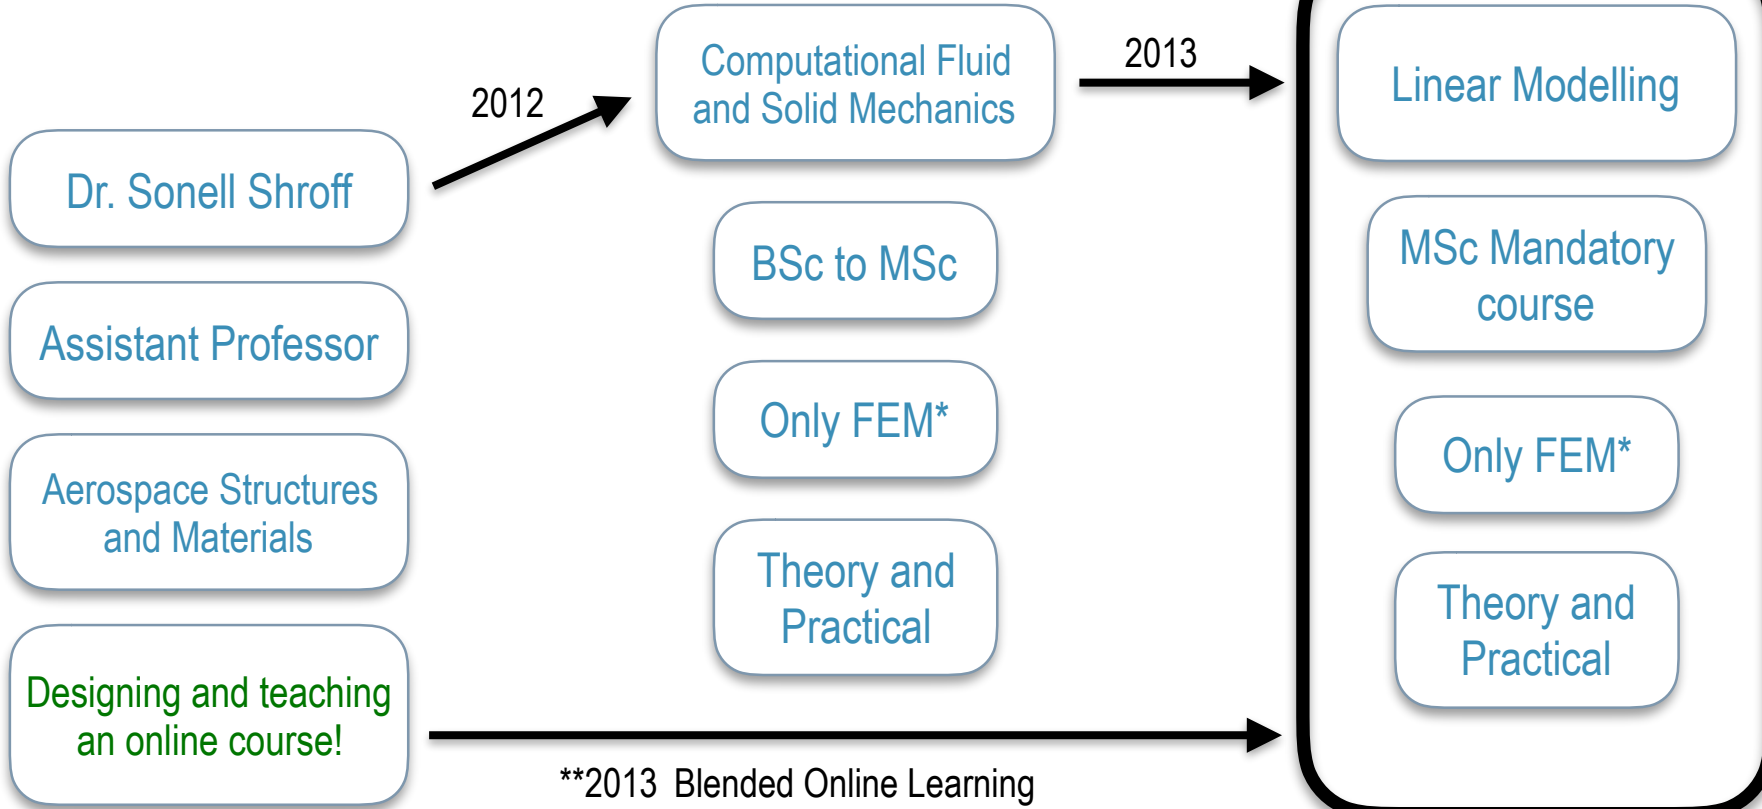 Dr. Sonell Shroff
Assistant Professor
Aerospace Structures
and Materials
Designing and teaching
an online course!
2012
Computational Fluid
and Solid Mechanics
BSc to MSc
Only FEM*
Theory and
Practical
**2013 Blended Online Learning
2013
Linear Modelling
MSc Mandatory
course
Only FEM*
Theory and
Practical